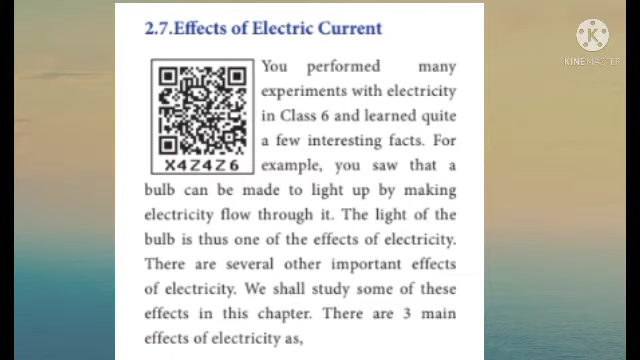 2.7.Effects of Electric Current
You performed many
experiments with electricity
in Class 6 and learned quite
a few interesting facts. For
example, you saw that a
X4Z4Z6
bulb can be made to light up by making
electricity flow through it. The light of the
bulb is thus one of the effects of electricity.
There are several other important effects
of electricity. We shall study some of these
effects in this chapter. There are 3 main
effects of electricity as,
K
KINEMASTER